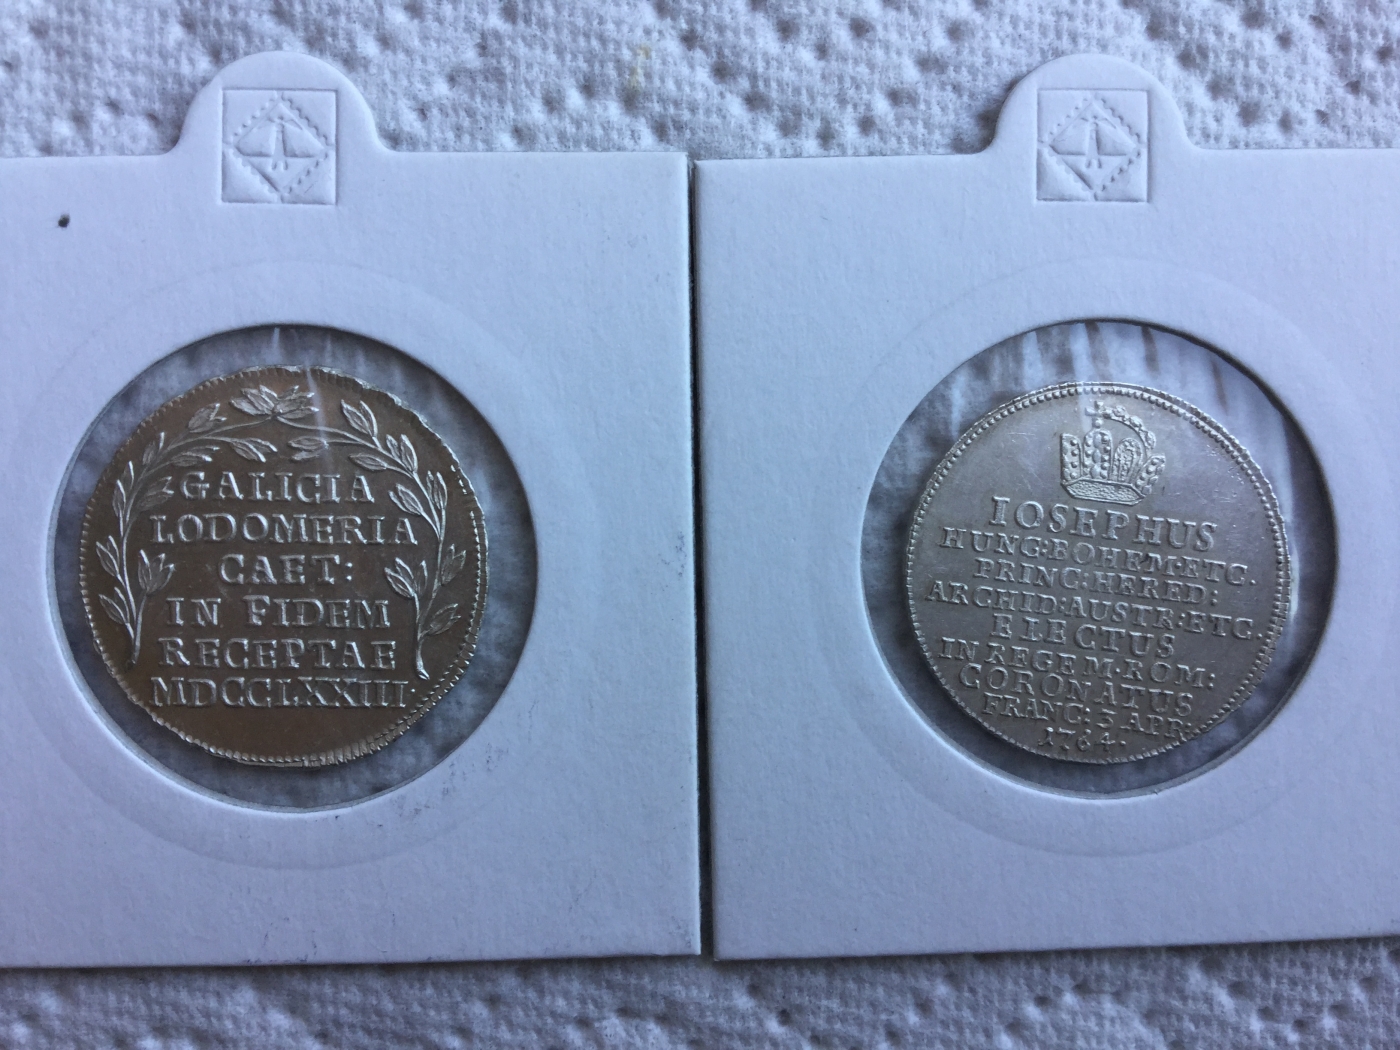 GALICIA
LODOMERIA
CAET:
IN FIDEM
RECEPTAE
MDCCLXXIII·
IOSEPHUS
HUNG:BOHEM·ETC.
PRINC:HERED:
ARCHID:AUSTR:ETC.
ELECTUS
IN REGEM·ROM:
CORONATUS
FRANC: 3 APR
1764.